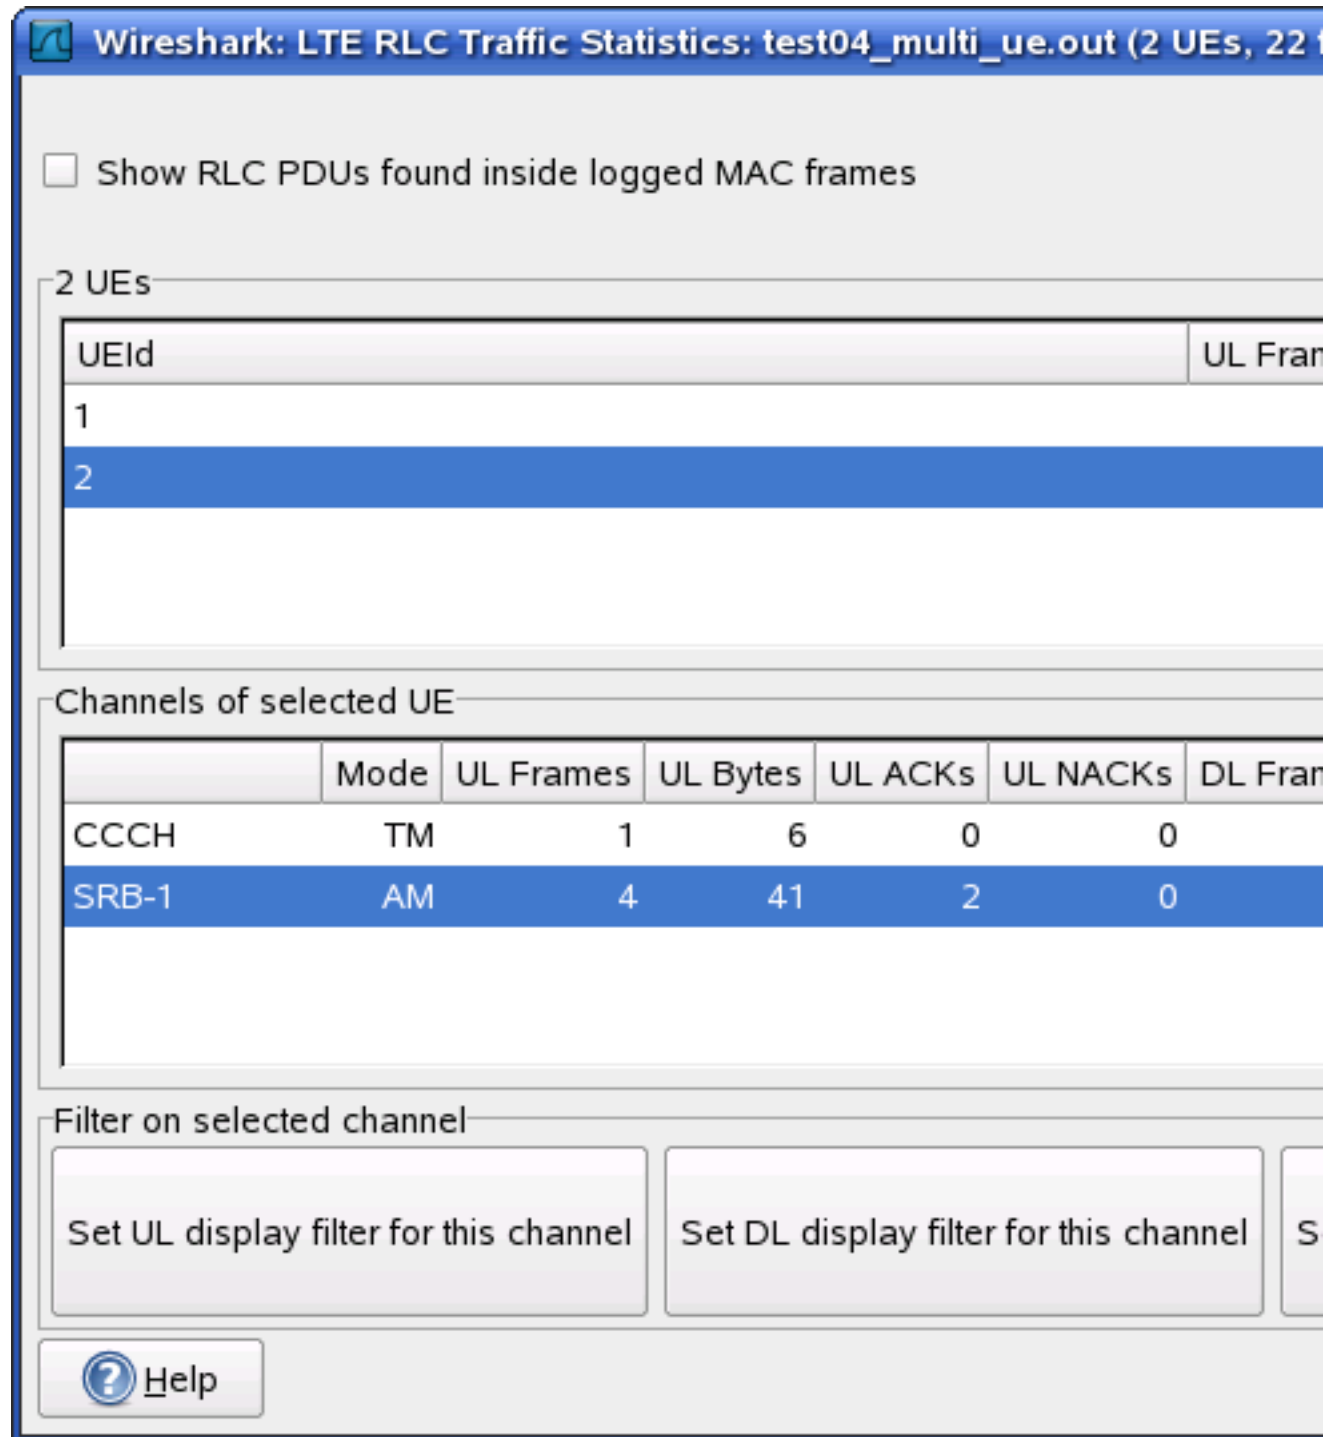 Wireshark: LTE RLC Traffic Statistics: test04_multi_ue.out (2 UEs, 22
Show RLC PDUs found inside logged MAC frames
2 UEs
UEId UL
1
2
Channels of selected UE
Mode UL Frames UL Bytes UL ACKs UL NACKs DL
CCCH TM 1 6 0 0
SRB-1 AM 4 41 2 0
Filter on selected channel
Set UL display filter for this channel Set DL display filter for this channel
Help